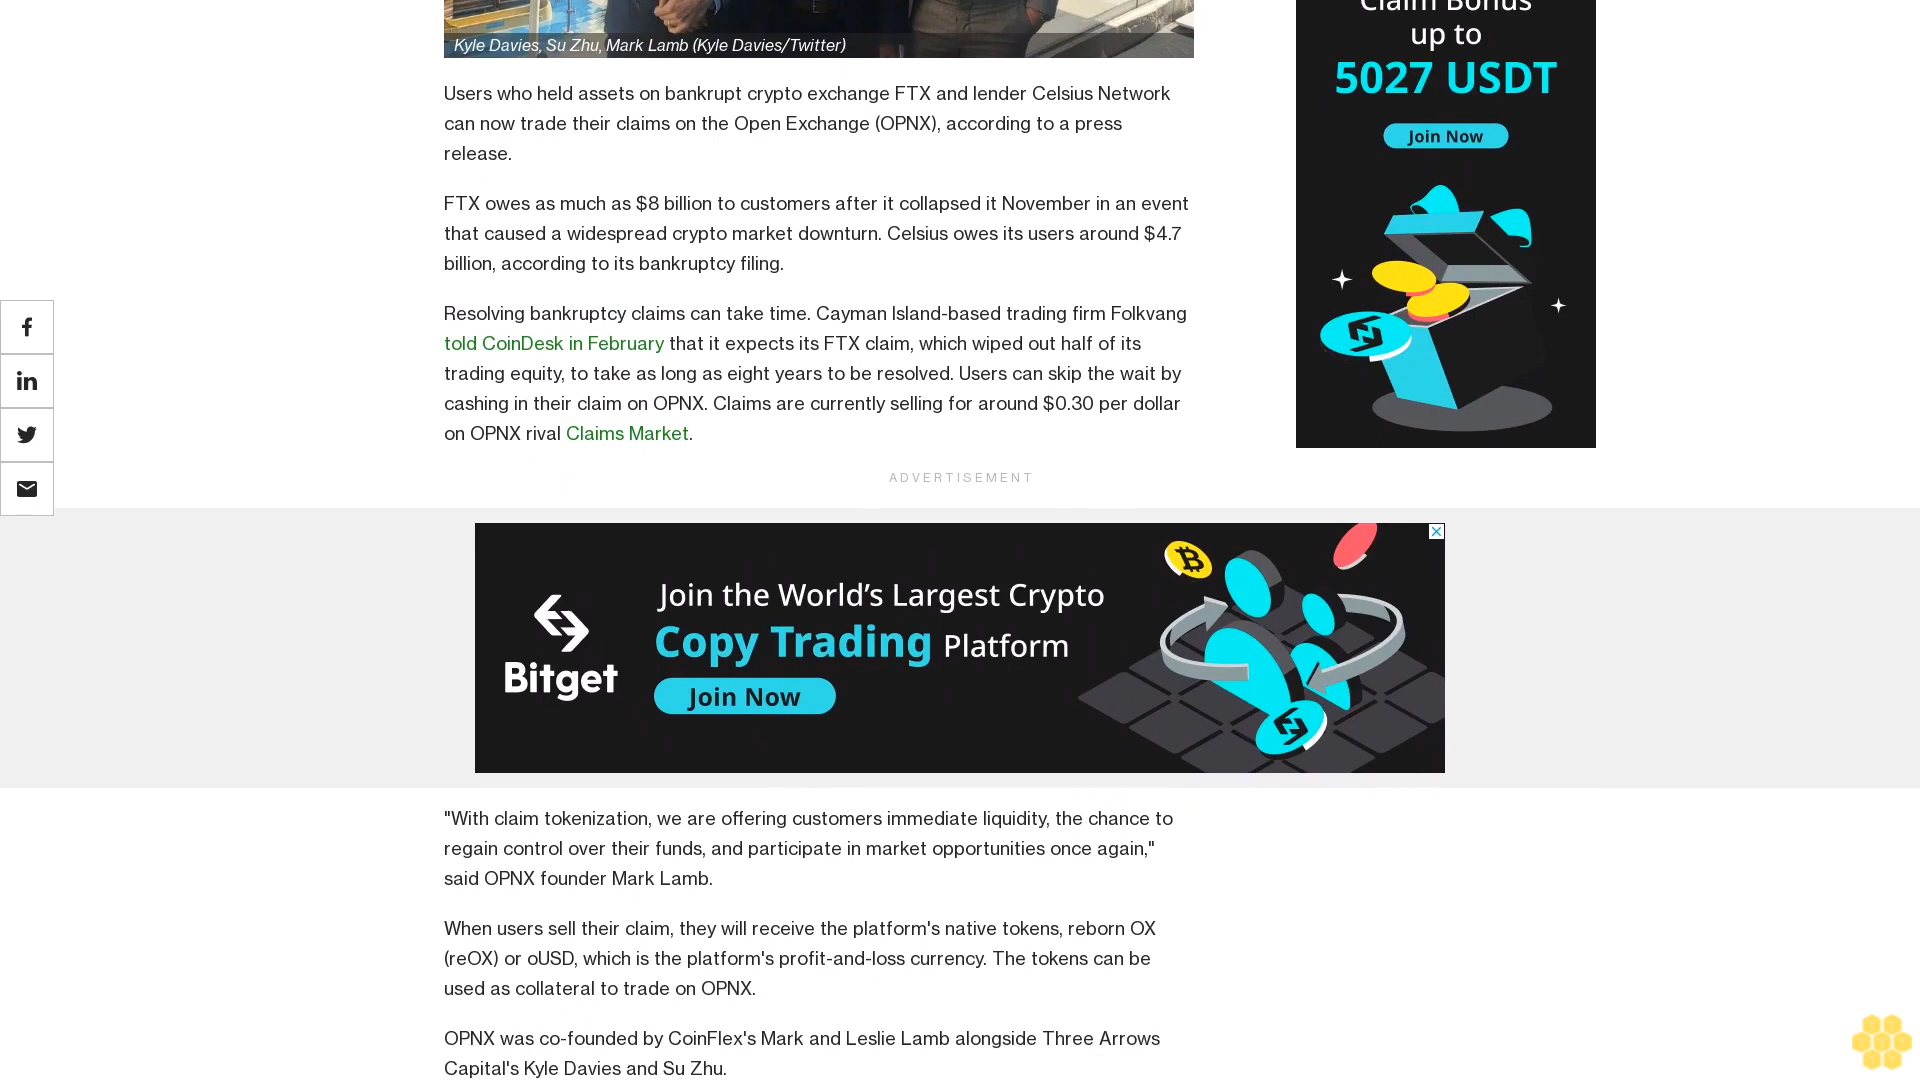 Kyle Davies, Su Zhu, Mark Lamb (Kyle Davies/Twitter)
Users who held assets on bankrupt crypto exchange FTX and lender Celsius Network
can now trade their claims on the Open Exchange (OPNX), according to a press
release.
FTX owes as much as $8 billion to customers after it collapsed it November in an event
that caused a widespread crypto market downturn. Celsius owes its users around $4.7
billion, according to its bankruptcy filing.
Resolving bankruptcy claims can take time. Cayman Island-based trading firm Folkvang
told CoinDesk in February that it expects its FTX claim, which wiped out half of its
trading equity, to take as long as eight years to be resolved. Users can skip the wait by
cashing in their claim on OPNX. Claims are currently selling for around $0.30 per dollar
on OPNX rival Claims Market.
Claim Bonus
up to
5027 USDT
Join Now
ADVERTISEMENT
Bitget
Join the World's Largest Crypto
Copy Trading Platform
Join Now
"With claim tokenization, we are offering customers immediate liquidity, the chance to
regain control over their funds, and participate in market opportunities once again,"
said OPNX founder Mark Lamb.
When users sell their claim, they will receive the platform's native tokens, reborn OX
(reOX) or oUSD, which is the platform's profit-and-loss currency. The tokens can be
used as collateral to trade on OPNX.
OPNX was co-founded by CoinFlex's Mark and Leslie Lamb alongside Three Arrows
Capital's Kyle Davies and Su Zhu.